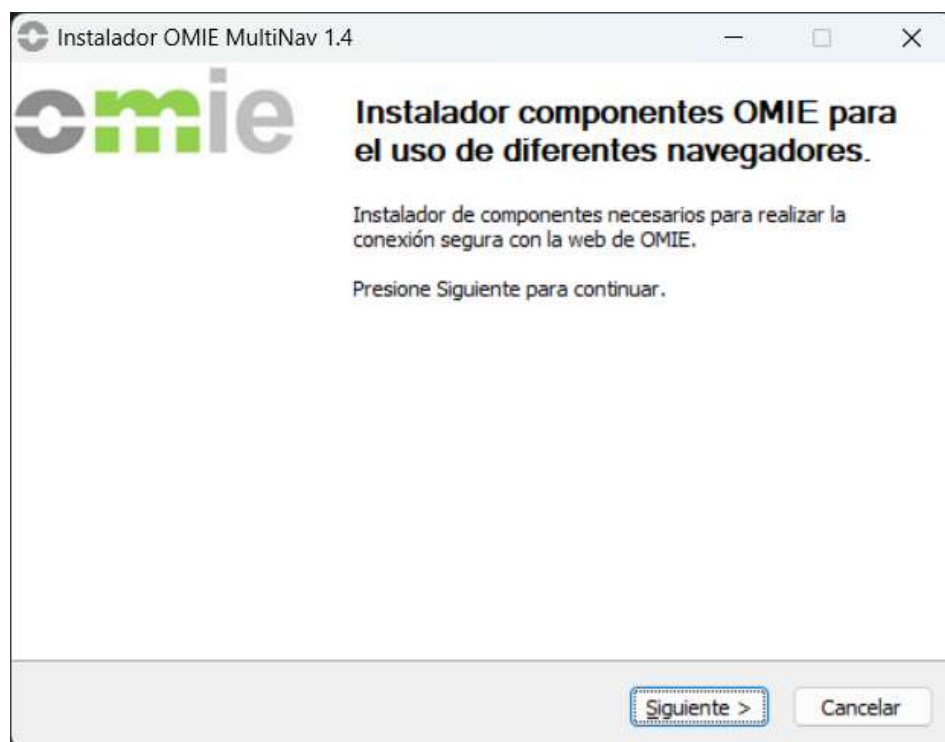 Instalador OMIE MultiNav 1.4
omie
Instalador componentes OMIE para
el uso de diferentes navegadores.
Instalador de componentes necesarios para realizar la
conexión segura con la web de OMIE.
Presione Siguiente para continuar.
Siguiente >
Cancelar